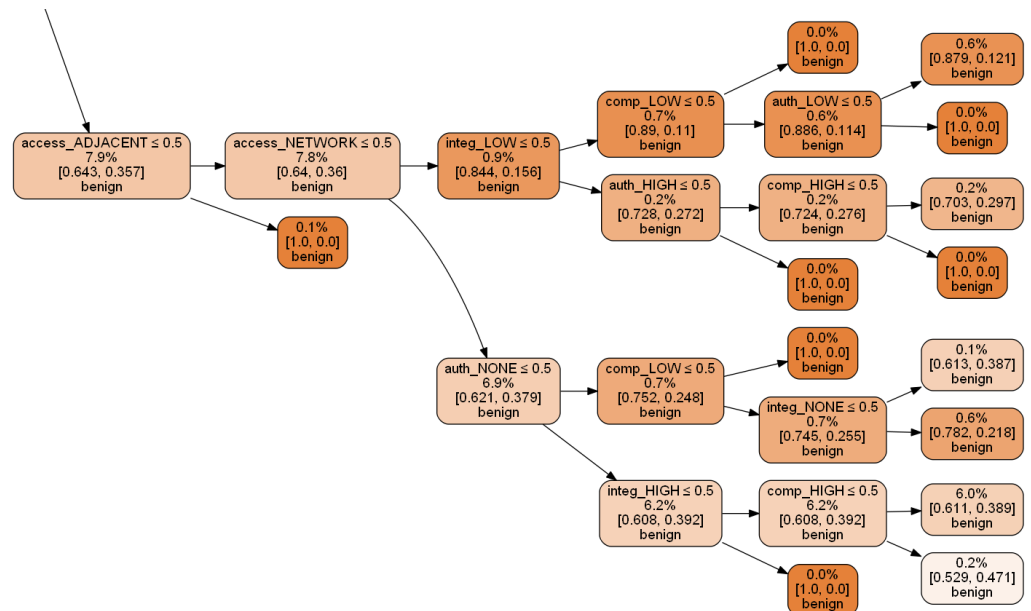 access_ADJACENT ≤ 0.5
7.9%
[0.643, 0.357]
benign
access_NETWORK ≤ 0.5
7.8%
[0.64, 0.36]
benign
0.1%
[1.0, 0.0]
benign
integ_LOW ≤ 0.5
0.9%
[0.844, 0.156]
benign
comp_LOW ≤ 0.5
0.7%
[0.89, 0.11]
benign
0.0%
[1.0, 0.0]
benign
auth_LOW ≤ 0.5
0.6%
[0.886, 0.114]
benign
0.6%
[0.879, 0.121]
benign
0.0%
[1.0, 0.0]
benign
auth_HIGH ≤ 0.5
0.2%
[0.728, 0.272]
benign
comp_HIGH ≤ 0.5
0.2%
[0.724, 0.276]
benign
0.2%
[0.703, 0.297]
benign
0.0%
[1.0, 0.0]
benign
0.0%
[1.0, 0.0]
benign
auth_NONE ≤ 0.5
6.9%
[0.621, 0.379]
benign
comp_LOW ≤ 0.5
0.7%
[0.752, 0.248]
benign
0.0%
[1.0, 0.0]
benign
integ_NONE ≤ 0.5
0.7%
[0.745, 0.255]
benign
0.1%
[0.613, 0.387]
benign
0.6%
[0.782, 0.218]
benign
integ_HIGH ≤ 0.5
6.2%
[0.608, 0.392]
benign
comp_HIGH ≤ 0.5
6.2%
[0.608, 0.392]
benign
6.0%
[0.611, 0.389]
benign
0.2%
[0.529, 0.471]
benign
0.0%
[1.0, 0.0]
benign